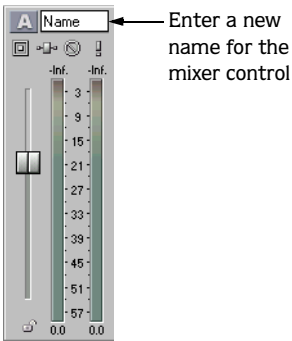 A Name
Enter a new
name for the
mixer control
-Inf. -Inf.
3
9
15
21
27
33
39
45
51
57
0.0 0.0